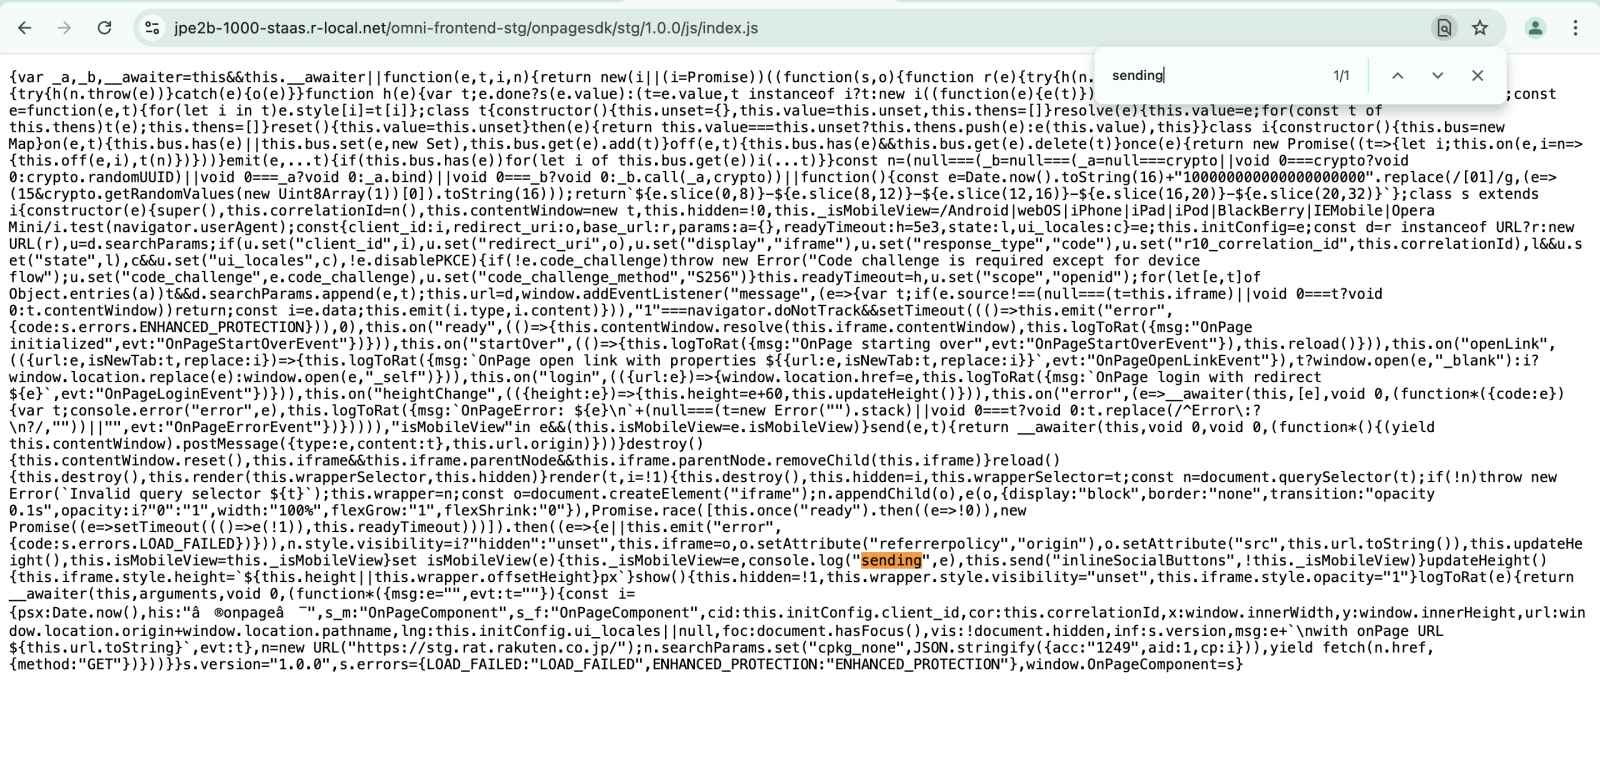 jpe2b-1000-staas.r-local.net/omni-frontend-stg/onpagesdk/stg/1.0.0/js/index.js
sending
1/1
{var _a,_b,__awaiter=this&&this.__awaiter||function(e,t,i,n){return new(i||(i=Promise))((function(s,o){function r(e){try{h(n.
{try{h(n.throw(e))}catch(e){o(e)}}function h(e){var t;e.done?s(e.value):(t=e.value,t instanceof i?t:new i((function(e){e(t)}) ;const
e=function(e,t){for(let i in t)e.style[i]=t[i]};class t{constructor(){this.unset={},this.value=this.unset,this.thens=[]}resolve(e){this.value=e;for(const t of
this.thens)t(e);this.thens=[]}reset(){this.value=this.unset}then(e){return this.value===this.unset?this.thens.push(e):e(this.value),this}}class i{constructor(){this.bus=new
Map}on(e,t){this.bus.has(e)||this.bus.set(e,new Set),this.bus.get(e).add(t)}off(e,t){this.bus.has(e)&&this.bus.get(e).delete(t)}once(e){return new Promise((t=>{let i;this.on(e,i=n=>
{this.off(e,i),t(n)})}))}emit(e,...t){if(this.bus.has(e))for(let i of this.bus.get(e))i(...t)}}const n=(null===(_b=null===(_a=null===crypto||void 0===crypto?void
0:crypto.randomUUID)||void 0===_a?void 0:_a.bind)||void 0===_b?void 0:_b.call(_a,crypto))||function(){const e=Date.now().toString(16)+"100000000000000000000".replace(/[01]/g,(e=>
(15&crypto.getRandomValues(new Uint8Array(1))[0]).toString(16)));return`${e.slice(0,8)}-${e.slice(8,12)}-${e.slice(12,16)}-${e.slice(16,20)}-${e.slice(20,32)}`};class s extends
i{constructor(e){super(),this.correlationId=n(),this.contentWindow=new t,this.hidden=!0,this._isMobileView=/Android|webOS|iPhone|iPad|iPod|BlackBerry|IEMobile|Opera
Mini/i.test(navigator.userAgent);const{client_id:i,redirect_uri:o,base_url:r,params:a={},readyTimeout:h=5e3,state:l,ui_locales:c}=e;this.initConfig=e;const d=r instanceof URL?r:new
URL(r),u=d.searchParams;if(u.set("client_id",i),u.set("redirect_uri",o),u.set("display","iframe"),u.set("response_type","code"),u.set("r10_correlation_id",this.correlationId),l&&u.s
et("state",l),c&&u.set("ui_locales",c),!e.disablePKCE){if(!e.code_challenge)throw new Error("Code challenge is required except for device
flow");u.set("code_challenge",e.code_challenge),u.set("code_challenge_method","S256")}this.readyTimeout=h,u.set("scope","openid");for(let[e,t]of
Object.entries(a))t&&d.searchParams.append(e,t);this.url=d,window.addEventListener("message",(e=>{var t;if(e.source!==(null===(t=this.iframe)||void 0===t?void
0:t.contentWindow))return;const i=e.data;this.emit(i.type,i.content)})),"1"===navigator.doNotTrack&&setTimeout((()=>this.emit("error",
{code:s.errors.ENHANCED_PROTECTION})),0),this.on("ready",(()=>{this.contentWindow.resolve(this.iframe.contentWindow),this.logToRat({msg:"OnPage
initialized",evt:"OnPageStartOverEvent"})})),this.on("startOver",(()=>{this.logToRat({msg:"OnPage starting over",evt:"OnPageStartOverEvent"}),this.reload()})),this.on("openLink",
(({url:e,isNewTab:t,replace:i})=>{this.logToRat({msg:`OnPage open link with properties ${{url:e,isNewTab:t,replace:i}}`,evt:"OnPageOpenLinkEvent"}),t?window.open(e,"_blank"):i?
window.location.replace(e):window.open(e,"_self")})),this.on("login",(({url:e})=>{window.location.href=e,this.logToRat({msg:`OnPage login with redirect
${e}`,evt:"OnPageLoginEvent"})})),this.on("heightChange",(({height:e})=>{this.height=e+60,this.updateHeight()})),this.on("error",(e=>__awaiter(this,[e],void 0,(function*({code:e})
{var t;console.error("error",e),this.logToRat({msg:`OnPageError: ${e}\n`+(null===(t=new Error("").stack)||void 0===t?void 0:t.replace(/^Error\:?
\n?/,""))||"",evt:"OnPageErrorEvent"})})))),"isMobileView"in e&&(this.isMobileView=e.isMobileView)}send(e,t){return __awaiter(this,void 0,void 0,(function*(){(yield
this.contentWindow).postMessage({type:e,content:t},this.url.origin)}))}destroy()
{this.contentWindow.reset(),this.iframe&&this.iframe.parentNode&&this.iframe.parentNode.removeChild(this.iframe)}reload()
{this.destroy(),this.render(this.wrapperSelector,this.hidden)}render(t,i=!1){this.destroy(),this.hidden=i,this.wrapperSelector=t;const n=document.querySelector(t);if(!n)throw new
Error(`Invalid query selector ${t}`);this.wrapper=n;const o=document.createElement("iframe");n.appendChild(o),e(o,{display:"block",border:"none",transition:"opacity
0.1s",opacity:i?"0":"1",width:"100%",flexGrow:"1",flexShrink:"0"}),Promise.race([this.once("ready").then((e=>!0)),new
Promise((e=>setTimeout((()=>e(!1)),this.readyTimeout)))]).then((e=>{e||this.emit("error",
{code:s.errors.LOAD_FAILED})})),n.style.visibility=i?"hidden":"unset",this.iframe=o,o.setAttribute("referrerpolicy","origin"),o.setAttribute("src",this.url.toString()),this.updateHe
ight(),this.isMobileView=this._isMobileView}set isMobileView(e){this._isMobileView=e,console.log("sending",e),this.send("inlineSocialButtons",!this._isMobileView)}updateHeight()
{this.iframe.style.height=`${this.height||this.wrapper.offsetHeight}px`}show(){this.hidden=!1,this.wrapper.style.visibility="unset",this.iframe.style.opacity="1"}logToRat(e){return
__awaiter(this,arguments,void 0,(function*({msg:e="",evt:t=""}){const i=
{psx:Date.now(),his:"â ®onpageâ ¯",s_m:"OnPageComponent",s_f:"OnPageComponent",cid:this.initConfig.client_id,cor:this.correlationId,x:window.innerWidth,y:window.innerHeight,url:win
dow.location.origin+window.location.pathname,lng:this.initConfig.ui_locales||null,foc:document.hasFocus(),vis:!document.hidden,inf:s.version,msg:e+`\nwith onPage URL
${this.url.toString}`,evt:t},n=new URL("https://stg.rat.rakuten.co.jp/");n.searchParams.set("cpkg_none",JSON.stringify({acc:"1249",aid:1,cp:i})),yield fetch(n.href,
{method:"GET"})}))}}s.version="1.0.0",s.errors={LOAD_FAILED:"LOAD_FAILED",ENHANCED_PROTECTION:"ENHANCED_PROTECTION"},window.OnPageComponent=s}